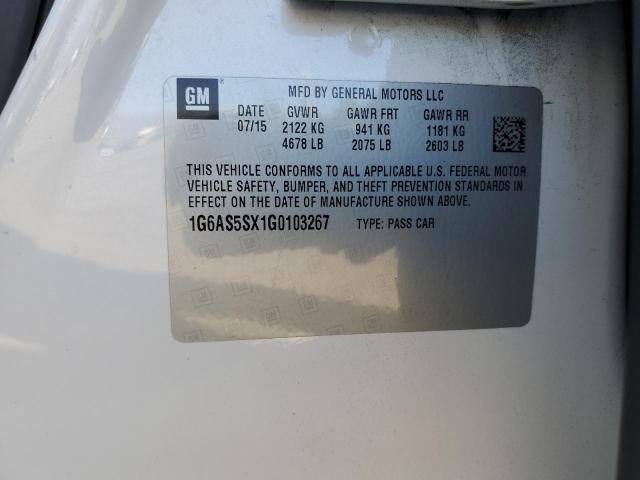 GM MFD BY GENERAL MOTORS LLC
DATE GVWR GAWR FRT GAWR RR
07/15 2122 KG 941 KG 1181 KG
4678 LB 2075 LB 2603 LB
THIS VEHICLE CONFORMS TO ALL APPLICABLE U.S. FEDERAL MOTOR
VEHICLE SAFETY, BUMPER, AND THEFT PREVENTION STANDARDS IN
EFFECT ON THE DATE OF MANUFACTURE SHOWN ABOVE.
1G6AS5SX1G0103267 TYPE: PASS CAR